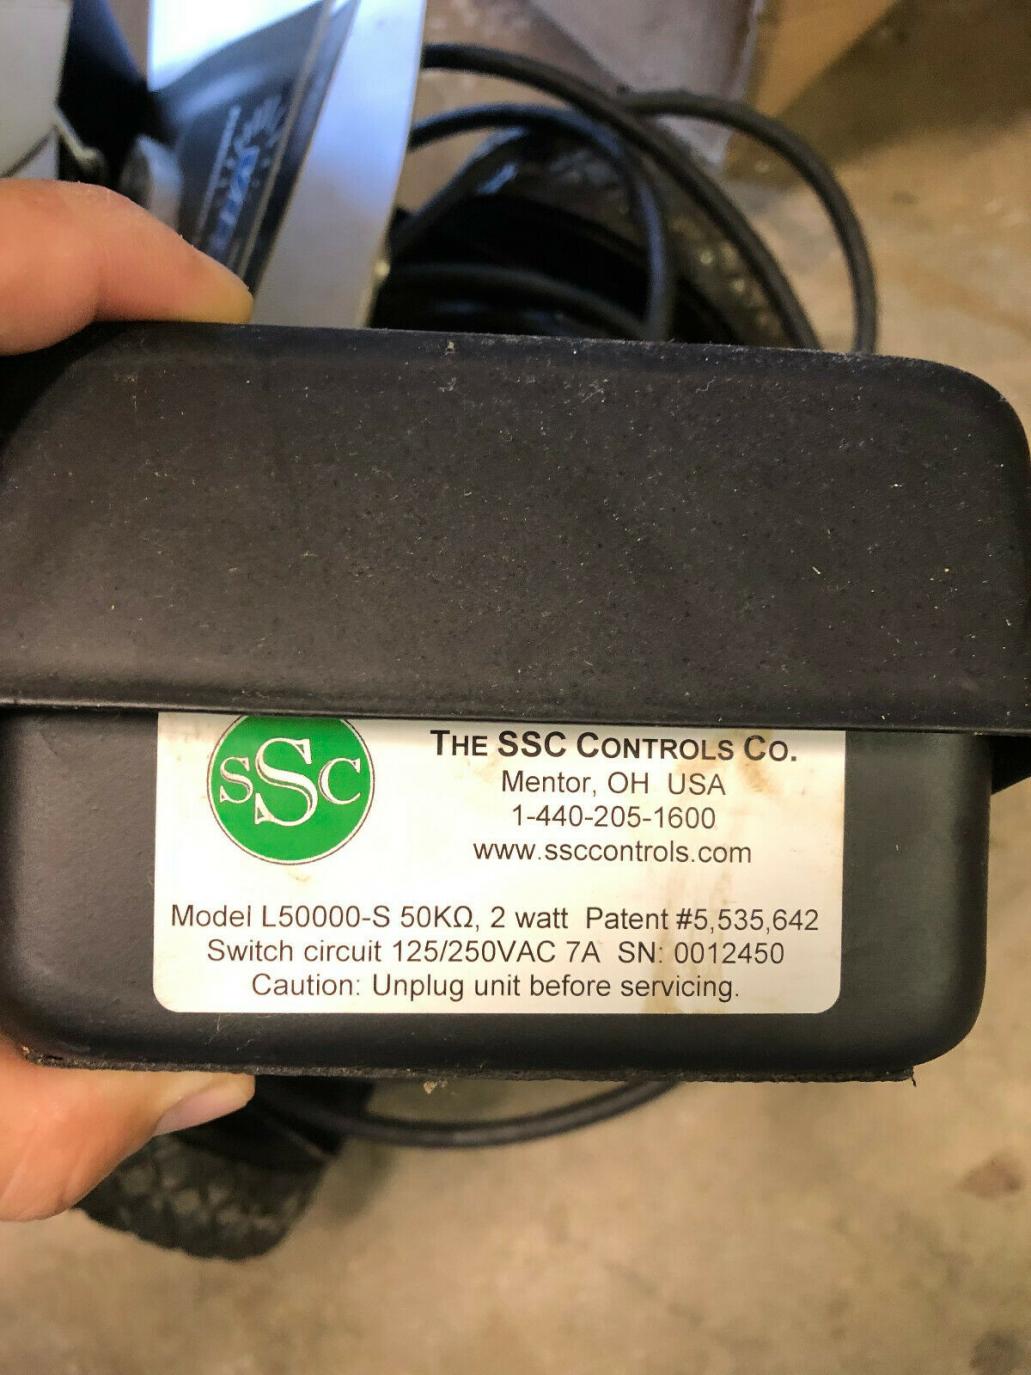 SSC
THE SSC CONTROLS CO.
Mentor, OH USA
1-440-205-1600
www.ssccontrols.com
Model L50000-S 50KΩ, 2 watt Patent #5,535,642
Switch circuit 125/250VAC 7A SN: 0012450
Caution: Unplug unit before servicing.